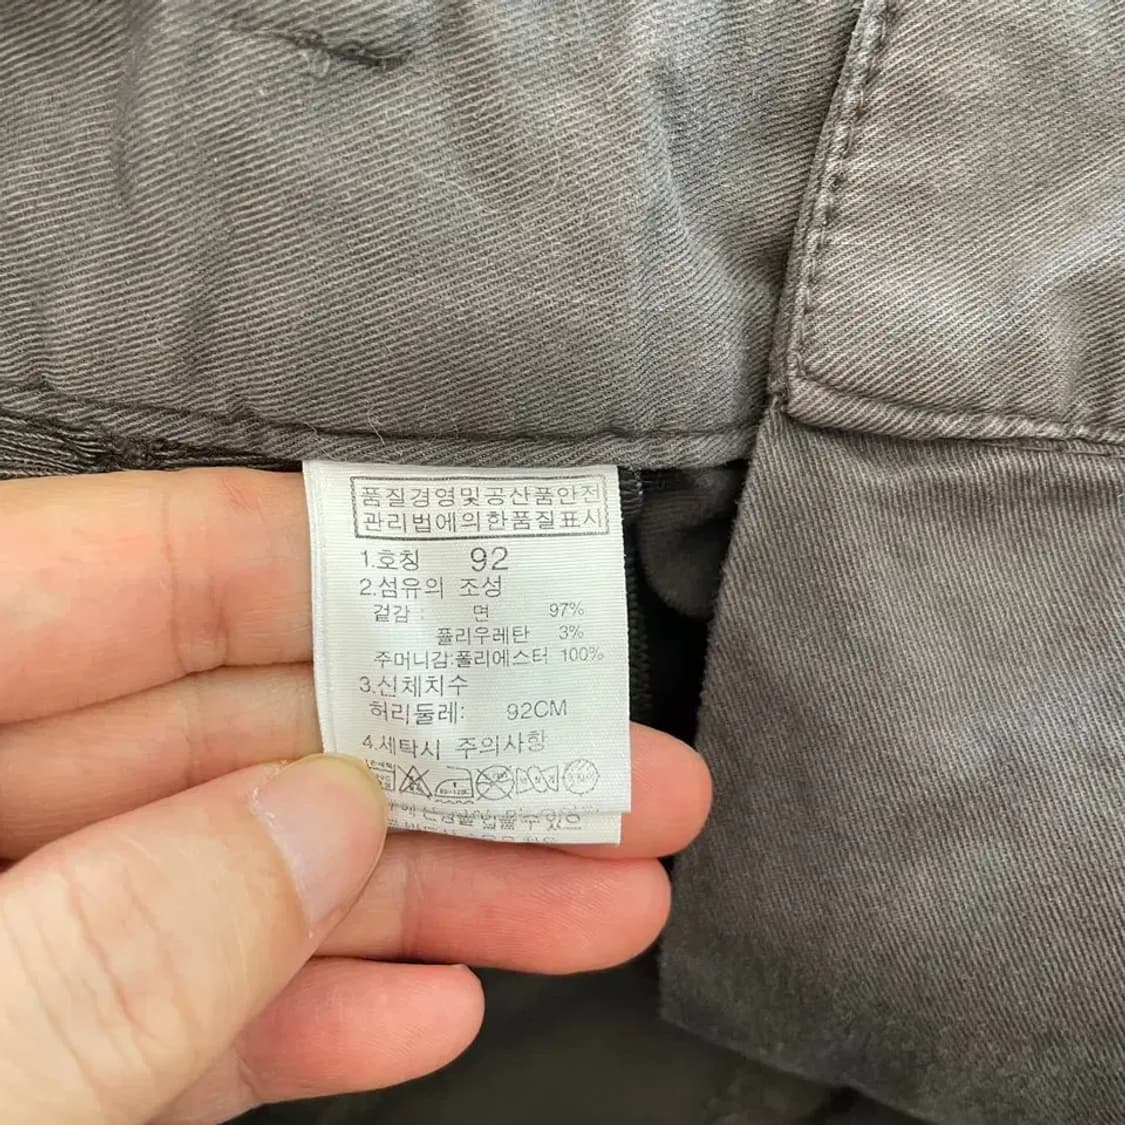 품질경영및공산품안전
관리법에의한품질표시
1.호칭 92
2.섬유의 조성
겉감 : 면 97%
폴리우레탄 3%
주머니감:폴리에스터 100%
3.신체치수
허리둘레: 92CM
4.세탁시 주의사항